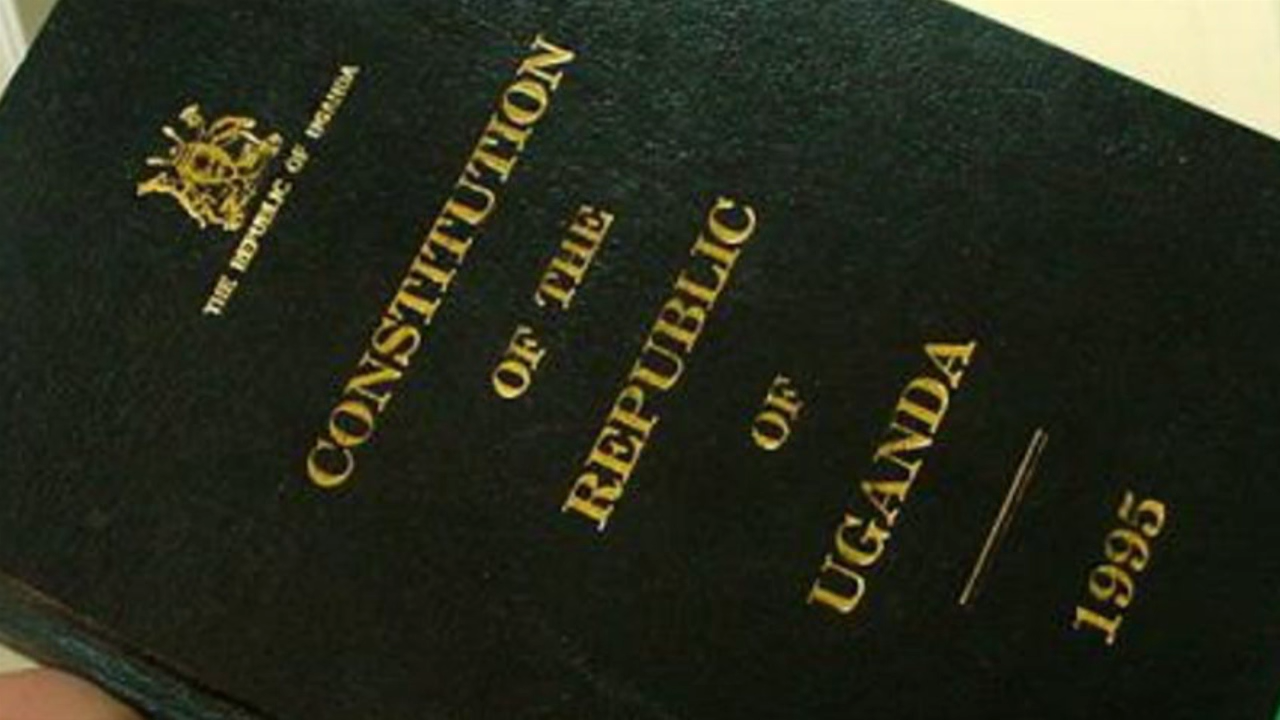 THE REPUBLIC OF UGANDA
CONSTITUTION
OF THE
REPUBLIC
OF
UGANDA
1995